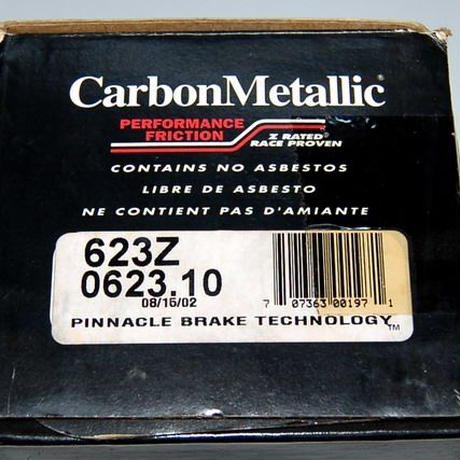 CarbonMetallic®
PERFORMANCE
FRICTION
Z RATED®
RACE PROVEN
CONTAINS NO ASBESTOS
LIBRE DE ASBESTO
NE CONTIENT PAS D'AMIANTE
623Z
0623.10
08/15/02
7 07363 00197 1
PINNACLE BRAKE TECHNOLOGY™